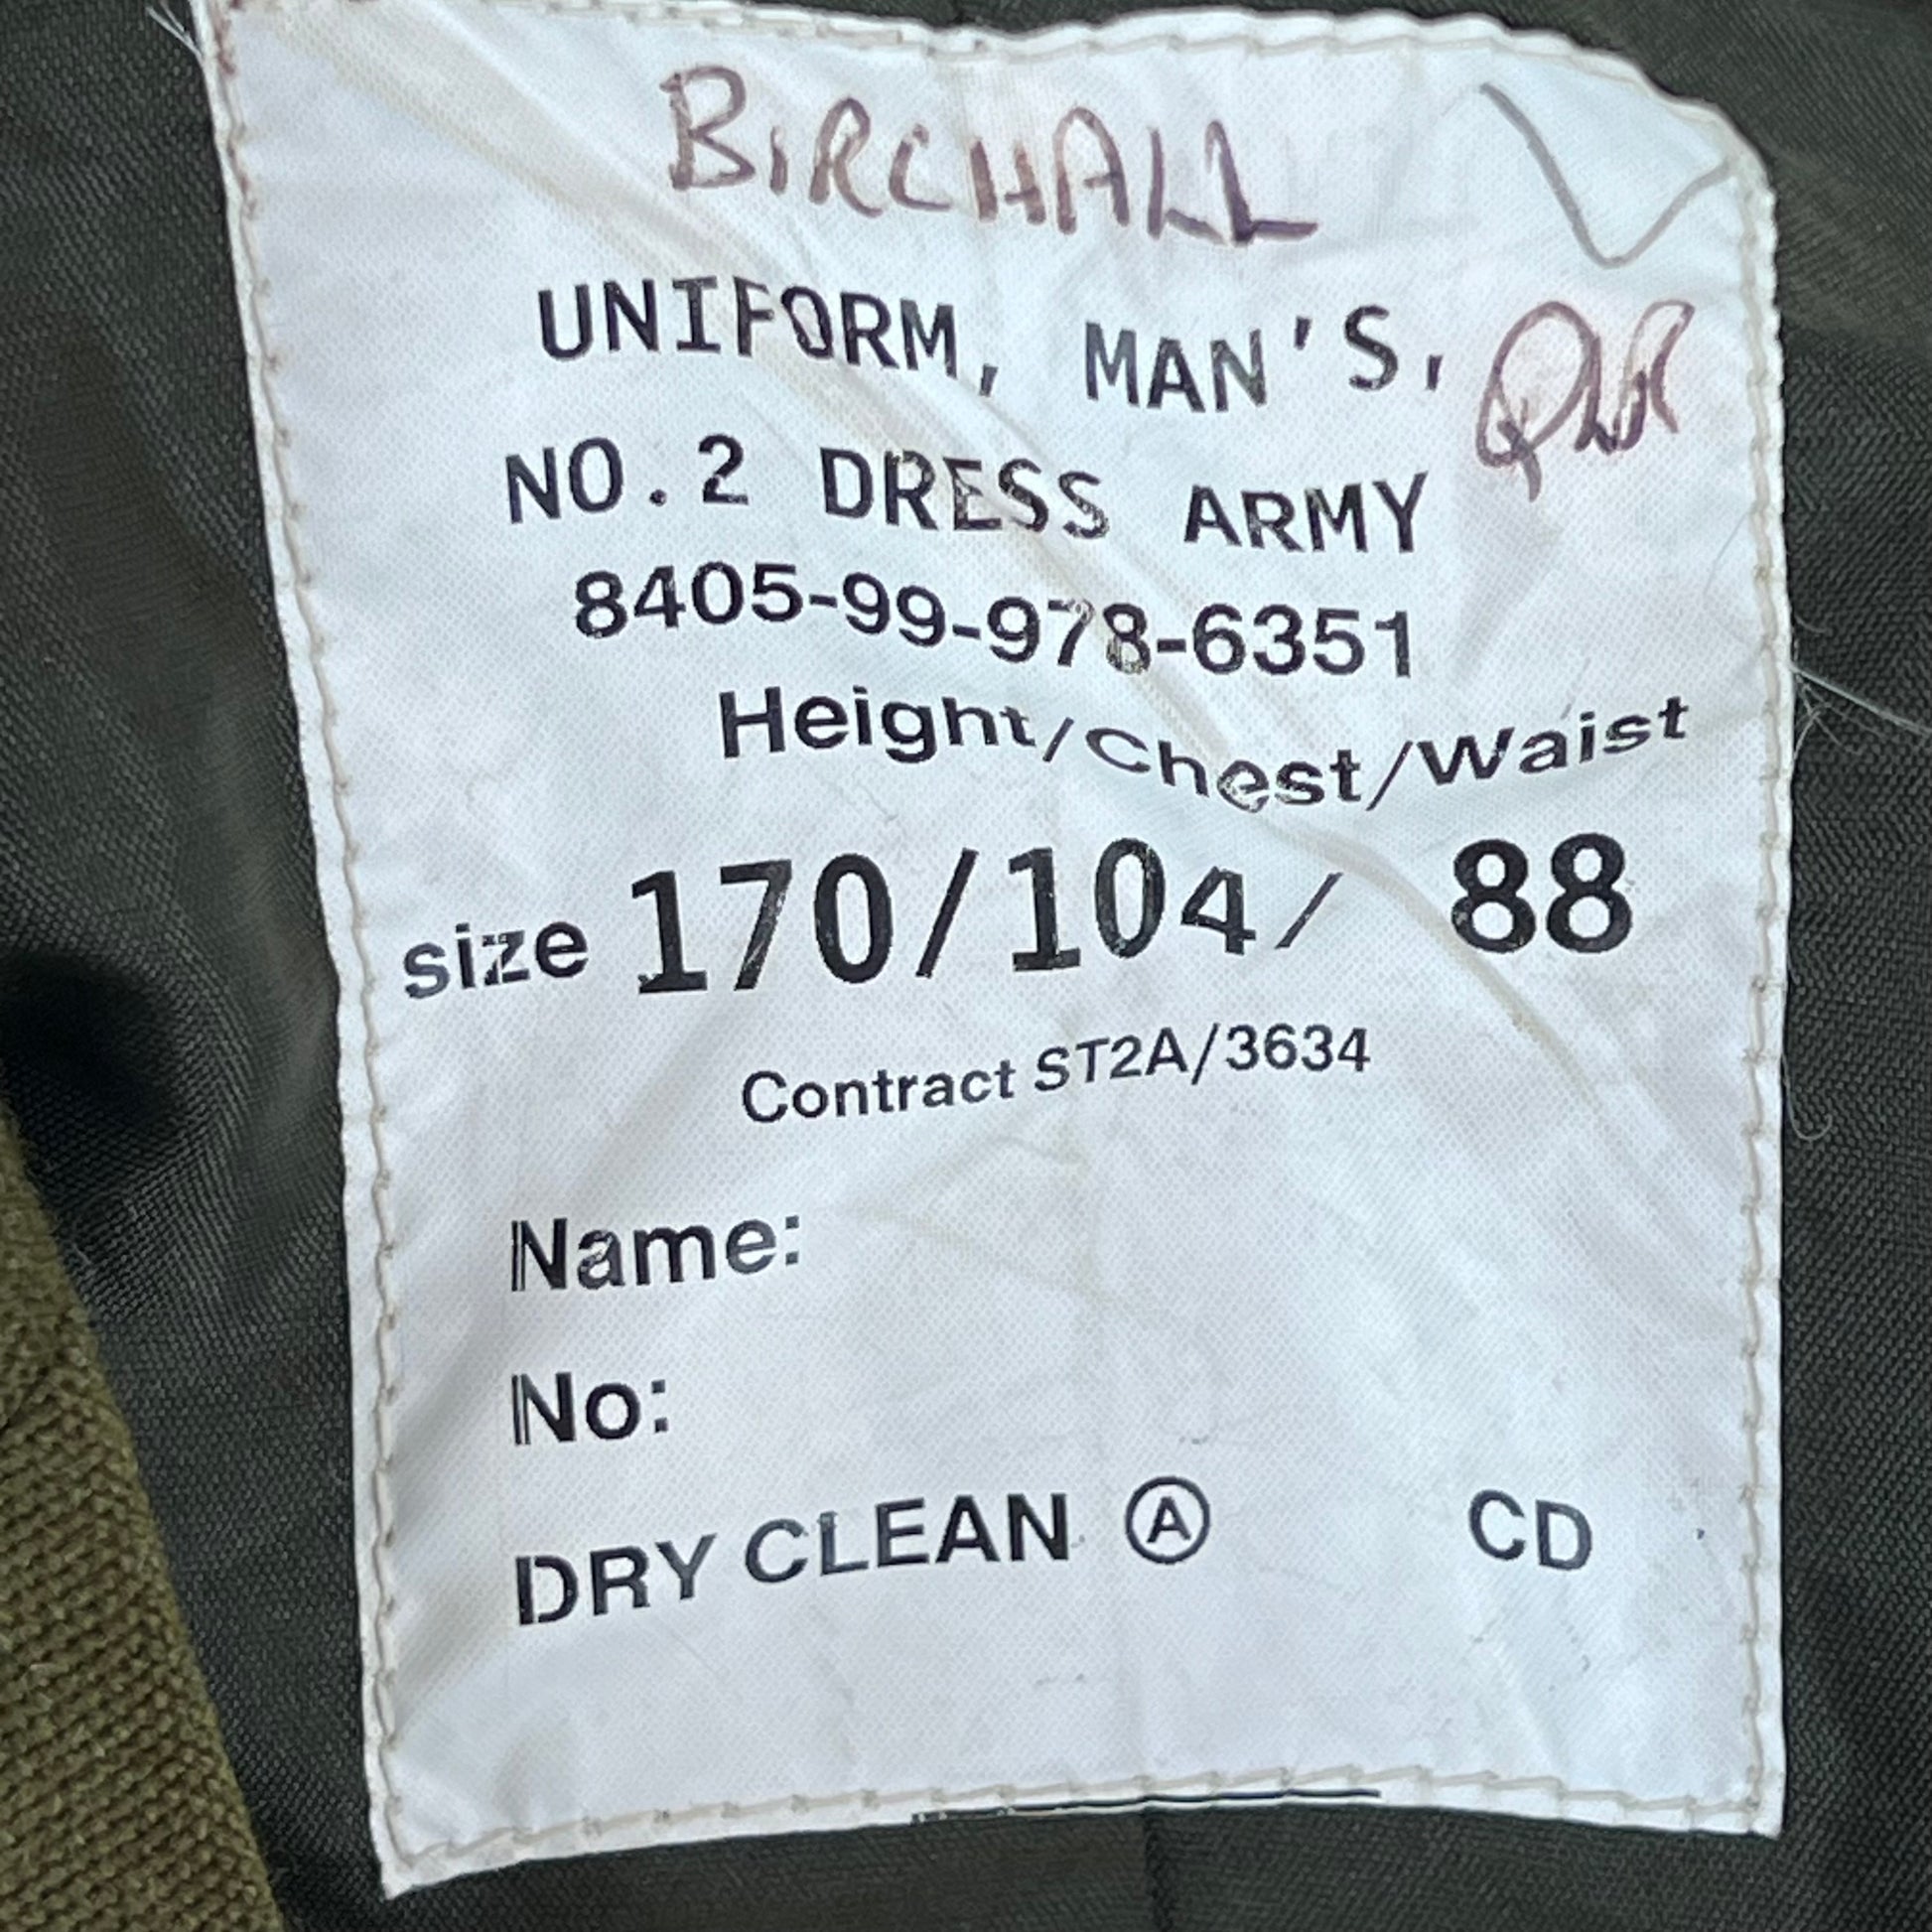 BIRCHALL
UNIFORM, MAN'S,
NO.2 DRESS ARMY
8405-99-978-6351
Height/Chest/Waist
size 170/104/ 88
Contract ST2A/3634
Name:
No:
DRY CLEAN Ⓐ CD